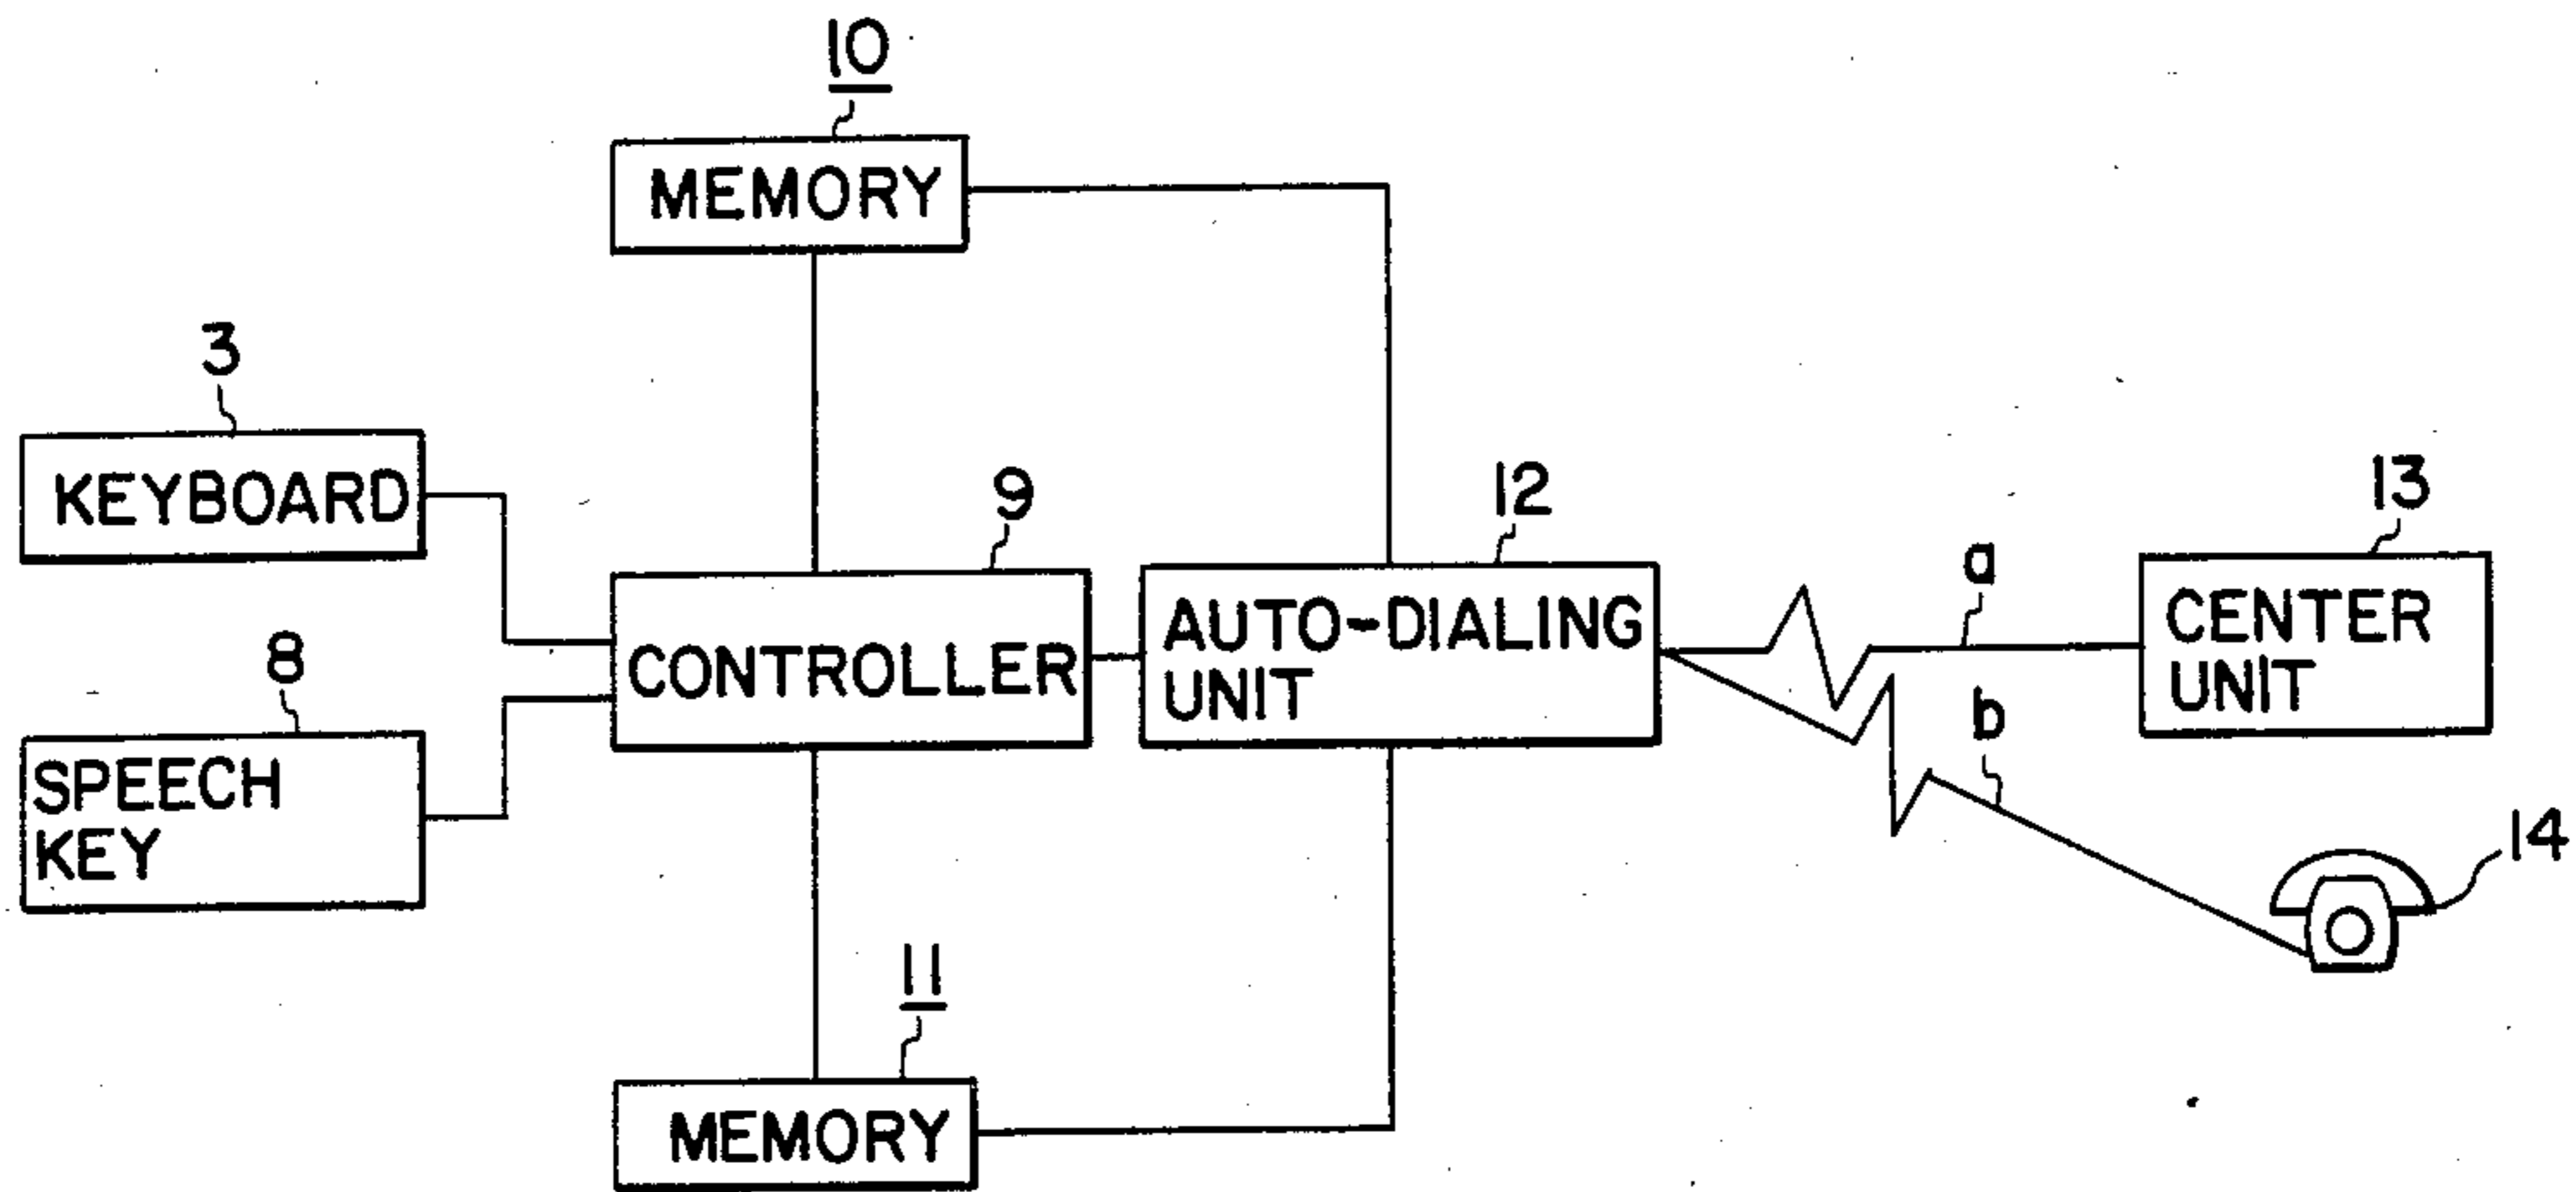 10
MEMORY
3
KEYBOARD
9
CONTROLLER
12
AUTO-DIALING
UNIT
a
13
CENTER
UNIT
8
SPEECH
KEY
b
14
11
MEMORY